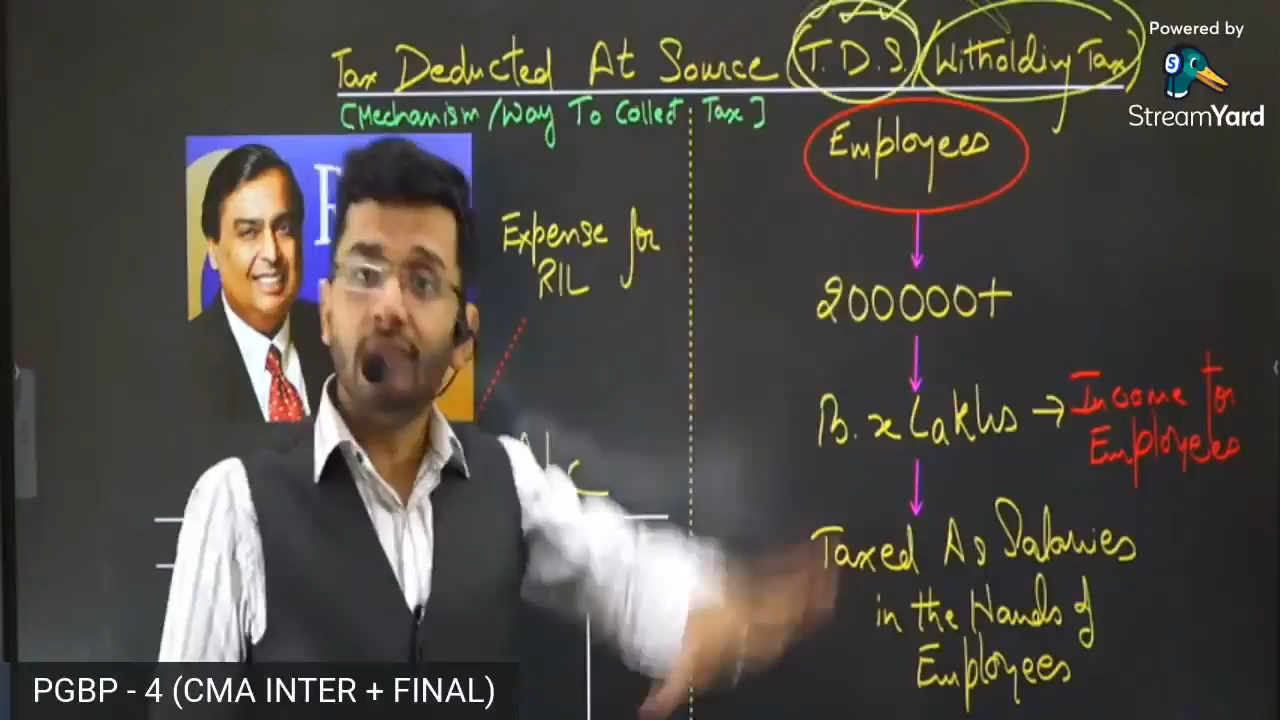 Powered by
StreamYard
Tax Deducted At Source (T.D.S.) (Witholding Tax)
[Mechanism/Way To Collect Tax]
Employees
Expense for
RIL
200000+
B. x Lakhs → Income for
Employees
Taxed As Salaries
in the Hands of
Employees
PGBP - 4 (CMA INTER + FINAL)